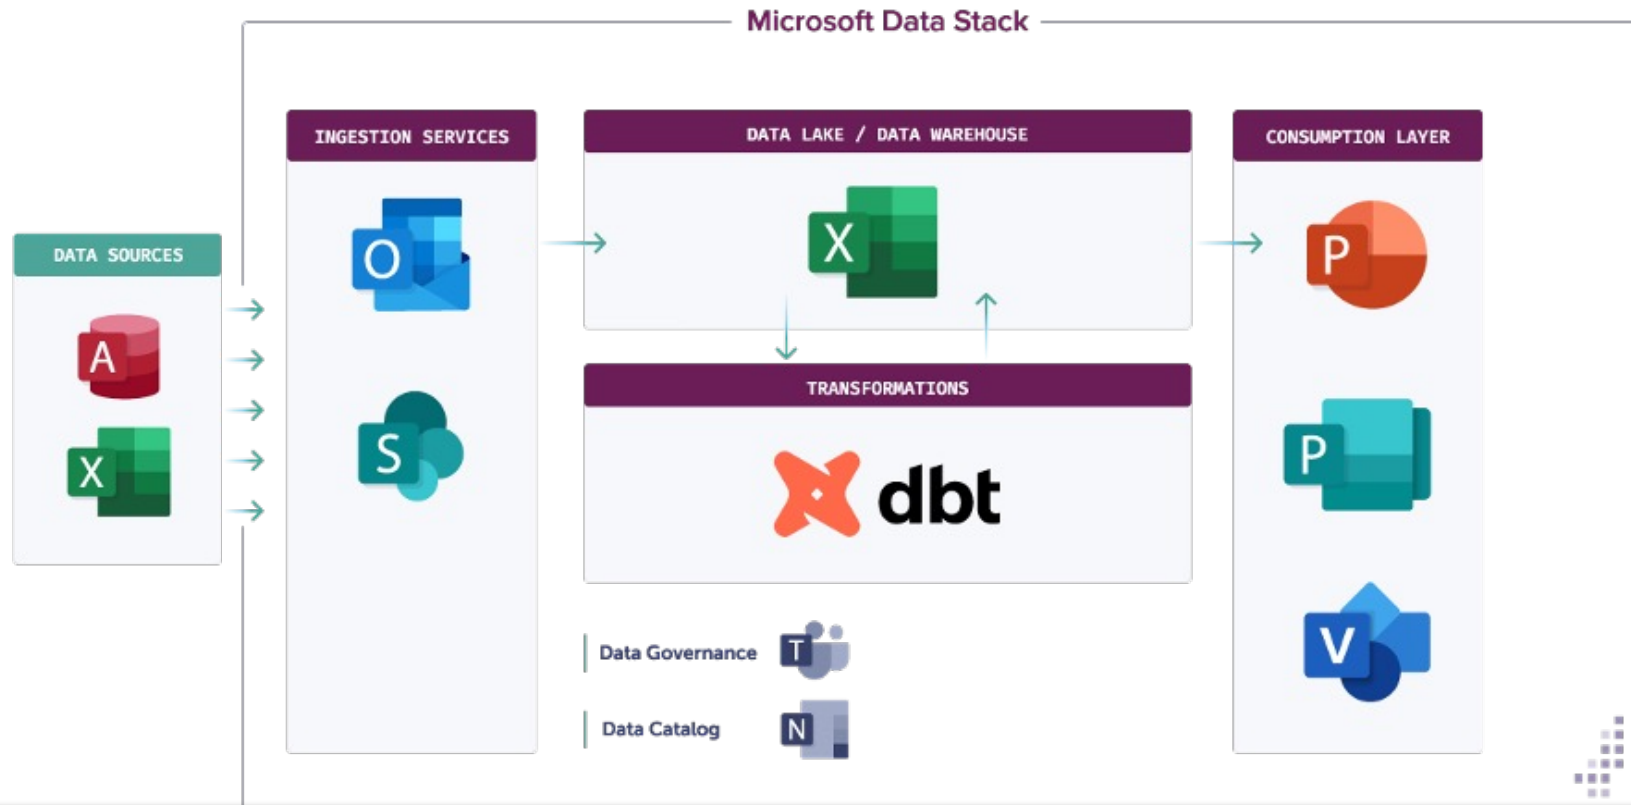 Microsoft Data Stack
DATA SOURCES
A
X
INGESTION SERVICES
O
S
DATA LAKE / DATA WAREHOUSE
X
TRANSFORMATIONS
dbt
Data Governance
T
Data Catalog
N
CONSUMPTION LAYER
P
P
V